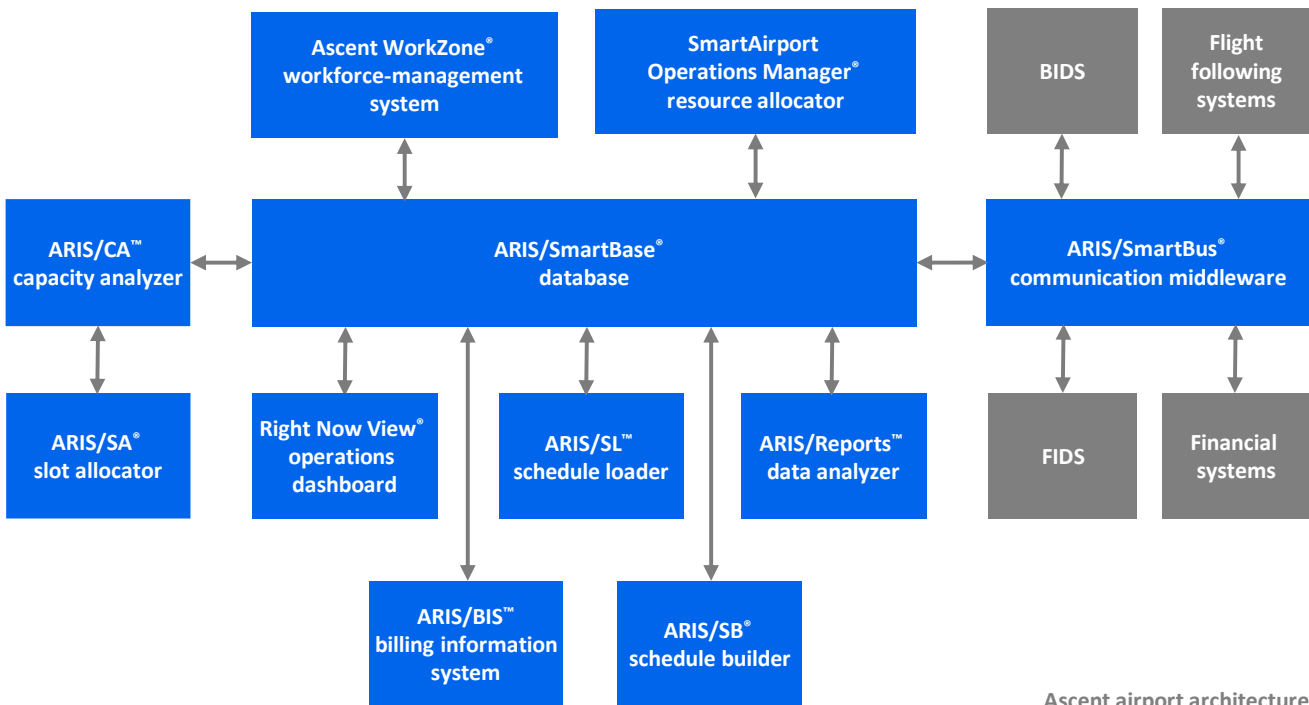 Ascent WorkZone®
workforce-management
system
SmartAirport
Operations Manager®
resource allocator
BIDS
Flight
following
systems
ARIS/CA™
capacity analyzer
ARIS/SmartBase®
database
ARIS/SmartBus®
communication middleware
ARIS/SA®
slot allocator
Right Now View®
operations
dashboard
ARIS/SL™
schedule loader
ARIS/Reports™
data analyzer
FIDS
Financial
systems
ARIS/BIS™
billing information
system
ARIS/SB®
schedule builder
Ascent airport architecture